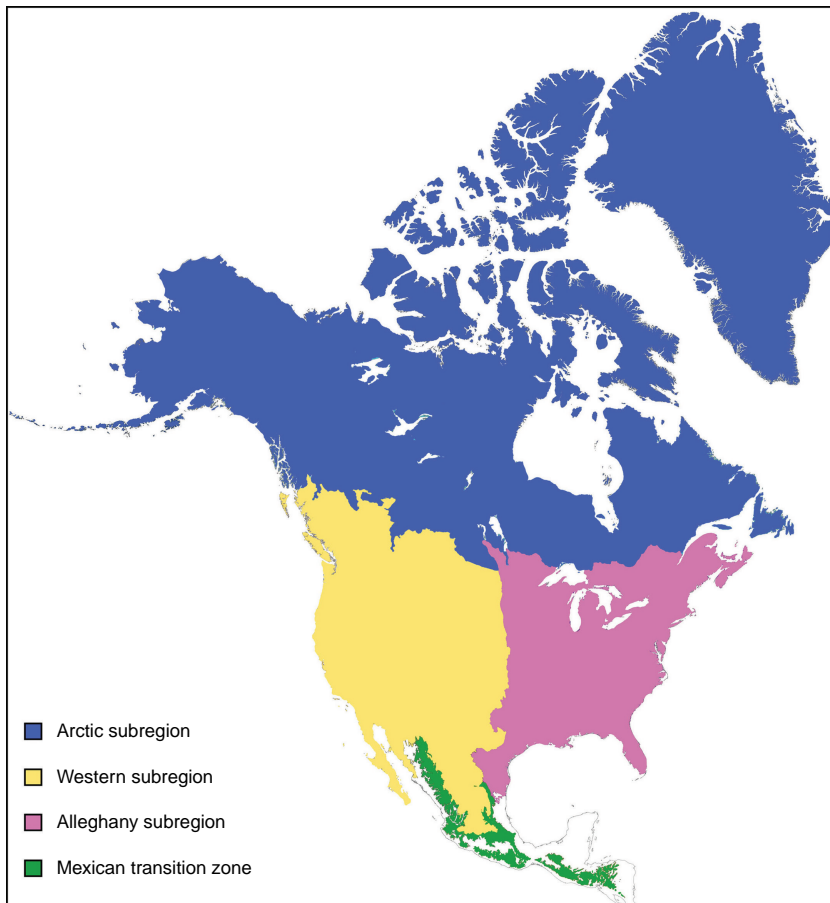 Arctic subregion
Western subregion
Alleghany subregion
Mexican transition zone